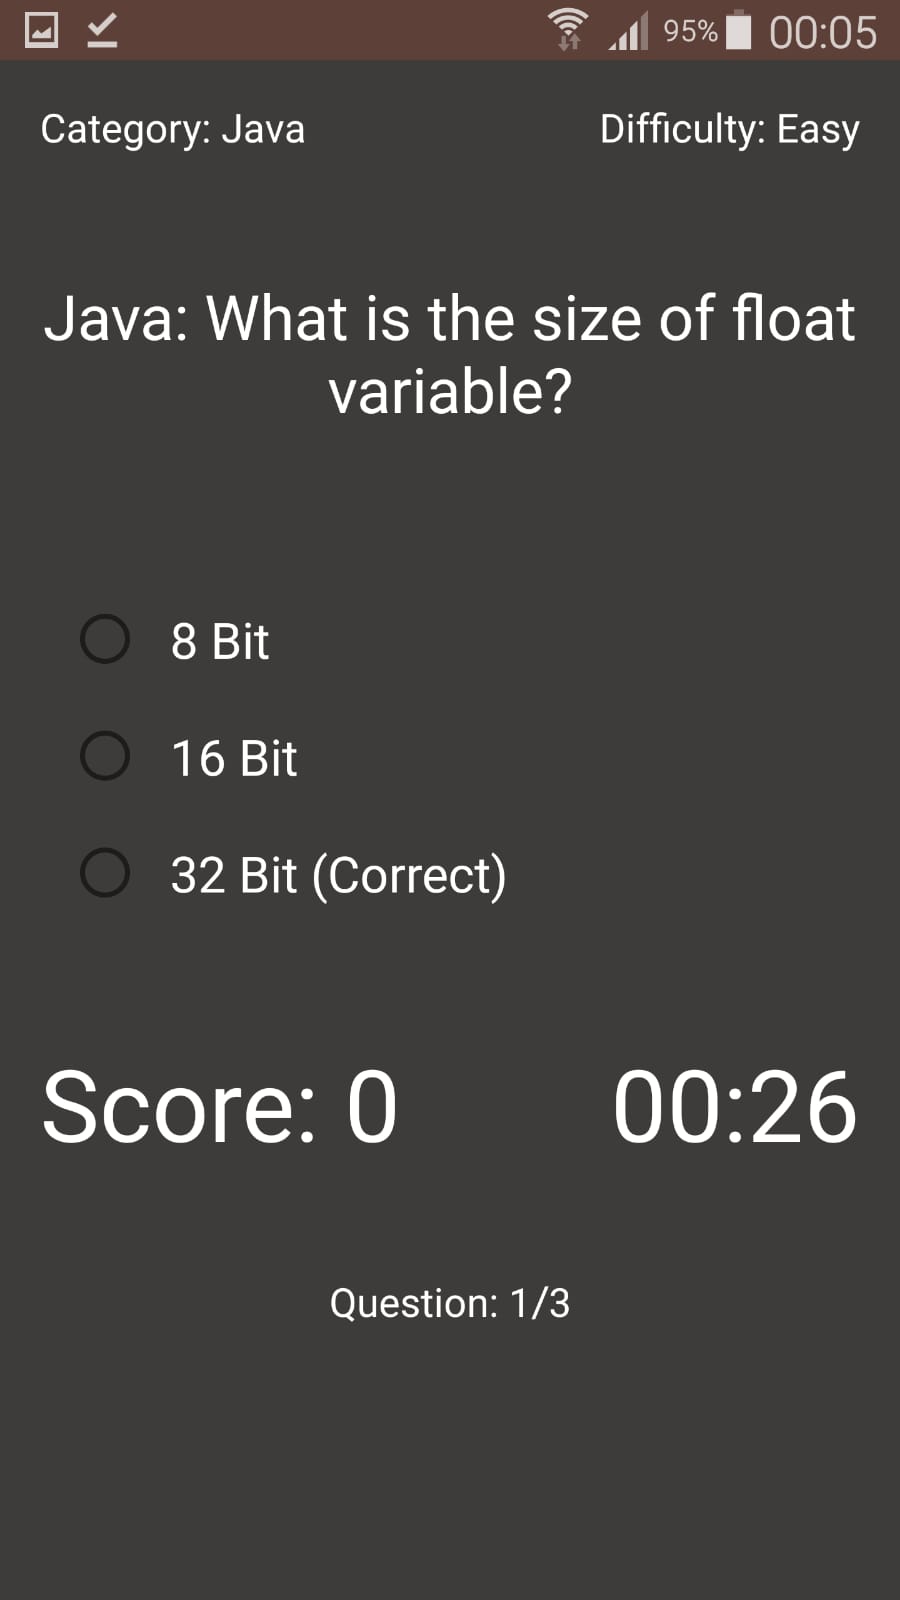 95% 00:05
Category: Java Difficulty: Easy
Java: What is the size of float
variable?
8 Bit
16 Bit
32 Bit (Correct)
Score: 0 00:26
Question: 1/3